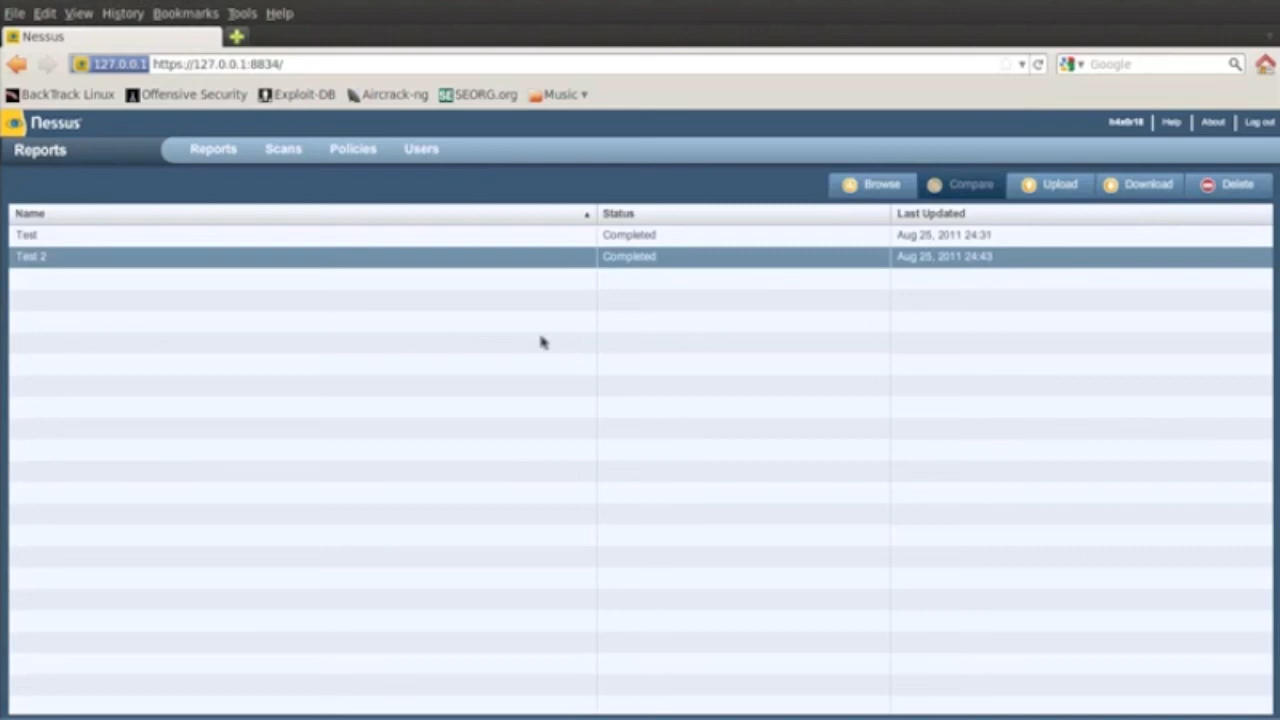 File Edit View History Bookmarks Tools Help
Nessus
127.0.0.1 https://127.0.0.1:8834/ Google
BackTrack Linux Offensive Security Exploit-DB Aircrack-ng SEORG.org Music
Nessus Help About Log out
Reports Reports Scans Policies Users
Browse Compare Upload Download Delete
Name Status Last Updated
Test Completed Aug 25, 2011 24:31
Test 2 Completed Aug 25, 2011 24:43